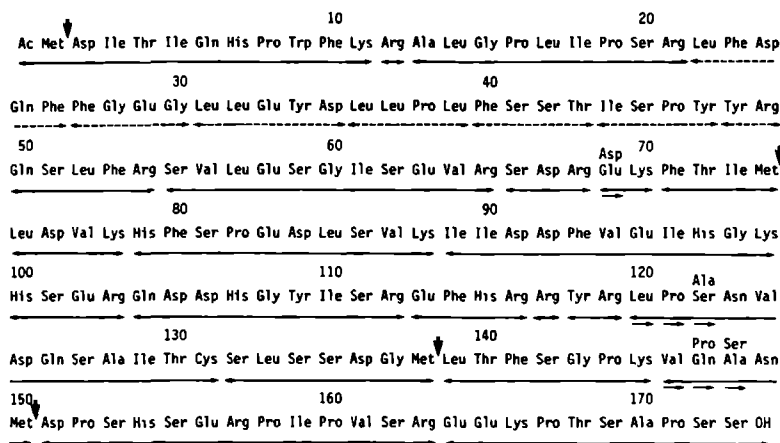 10 20
Ac Met Asp Ile Thr Ile Gln His Pro Trp Phe Lys Arg Ala Leu Gly Pro Leu Ile Pro Ser Arg Leu Phe Asp
30 40
Gln Phe Phe Gly Glu Gly Leu Leu Glu Tyr Asp Leu Leu Pro Leu Phe Ser Ser Thr Ile Ser Pro Tyr Tyr Arg
50 60 Asp 70
Gln Ser Leu Phe Arg Ser Val Leu Glu Ser Gly Ile Ser Glu Val Arg Ser Asp Arg Glu Lys Phe Thr Ile Met
80 90
Leu Asp Val Lys His Phe Ser Pro Glu Asp Leu Ser Val Lys Ile Ile Asp Asp Phe Val Glu Ile His Gly Lys
100 110 120 Ala
His Ser Glu Arg Gln Asp Asp His Gly Tyr Ile Ser Arg Glu Phe His Arg Arg Tyr Arg Leu Pro Ser Asn Val
130 140 Pro Ser
Asp Gln Ser Ala Ile Thr Cys Ser Leu Ser Ser Asp Gly Met Leu Thr Phe Ser Gly Pro Lys Val Gln Ala Asn
150 160 170
Met Asp Pro Ser His Ser Glu Arg Pro Ile Pro Val Ser Arg Glu Glu Lys Pro Thr Ser Ala Pro Ser Ser OH